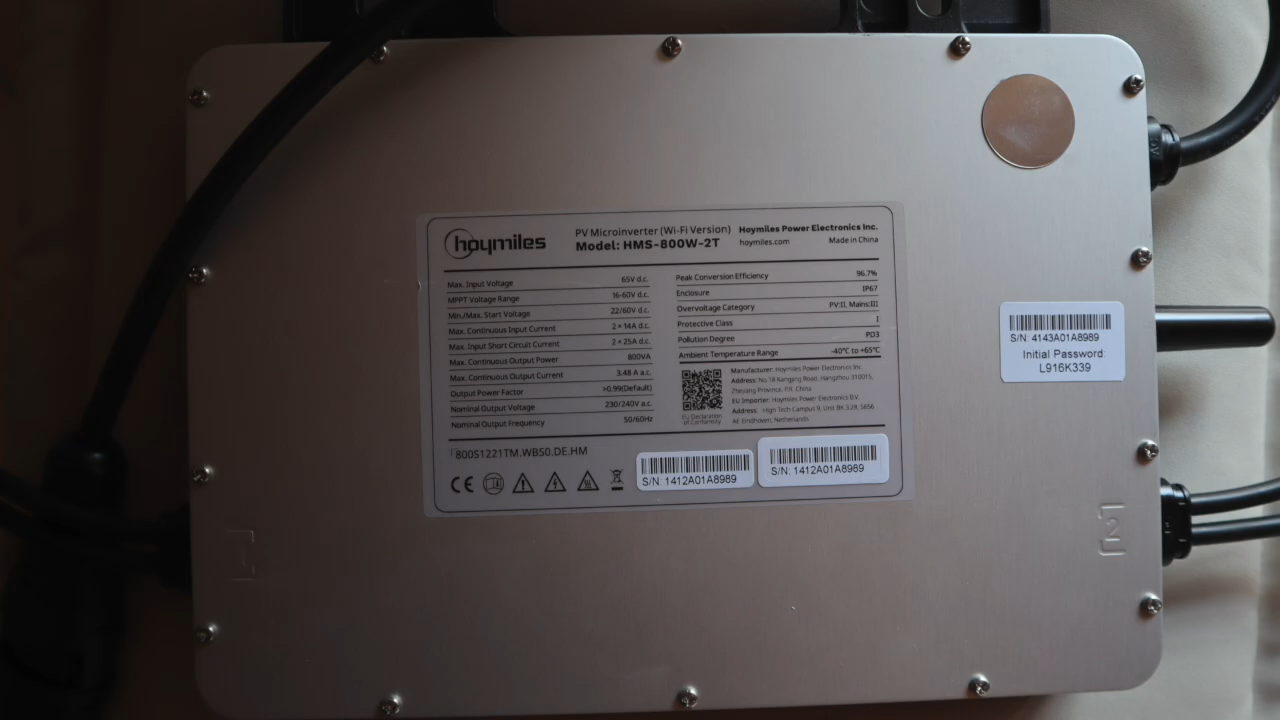 hoymiles
PV Microinverter (Wi-Fi Version)
Model: HMS-800W-2T
Hoymiles Power Electronics Inc.
hoymiles.com Made in China
Max. Input Voltage 65V d.c.
MPPT Voltage Range 16-60V d.c.
Min./Max. Start Voltage 22/60V d.c.
Max. Continuous Input Current 2 × 14A d.c.
Max. Input Short Circuit Current 2 × 25A d.c.
Max. Continuous Output Power 800VA
Max. Continuous Output Current 3.48 A a.c.
Output Power Factor >0.99(Default)
Nominal Output Voltage 230/240V a.c.
Nominal Output Frequency 50/60Hz
Peak Conversion Efficiency 96.7%
Enclosure IP67
Overvoltage Category PV:II, Mains:III
Protective Class I
Pollution Degree PD3
Ambient Temperature Range -40℃ to +65℃
EU Declaration
of Conformity
Manufacturer: Hoymiles Power Electronics Inc.
Address: No.18 Kangjing Road, Hangzhou 310015,
Zhejiang Province, P.R. China
EU Importer: Hoymiles Power Electronics B.V.
Address: High Tech Campus 9, Unit BK 3.28, 5656
AE Eindhoven, Netherlands
800S1221TM.WBS0.DE.HM
CE
S/N: 1412A01A8989
S/N: 1412A01A8989
S/N: 4143A01A8989
Initial Password:
L916K339
1
2